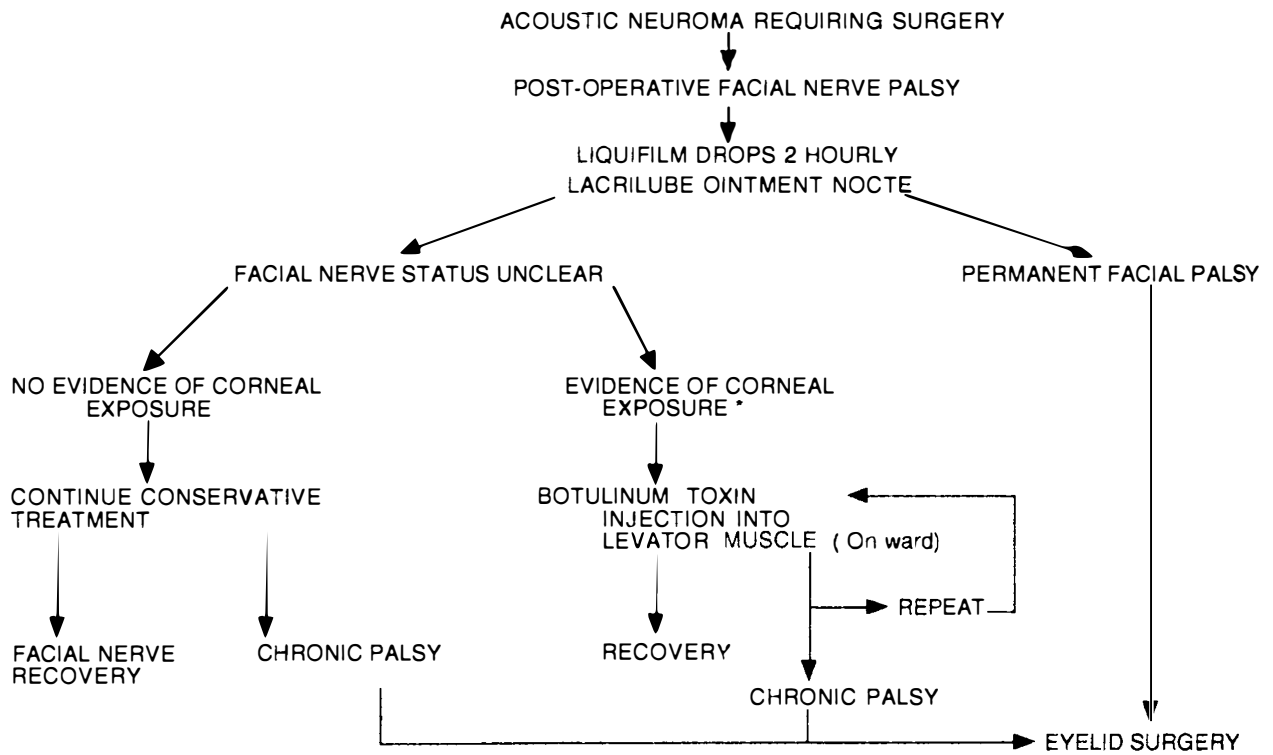 ACOUSTIC NEUROMA REQUIRING SURGERY
POST-OPERATIVE FACIAL NERVE PALSY
LIQUIFILM DROPS 2 HOURLY
LACRILUBE OINTMENT NOCTE
FACIAL NERVE STATUS UNCLEAR
PERMANENT FACIAL PALSY
NO EVIDENCE OF CORNEAL
EXPOSURE
EVIDENCE OF CORNEAL
EXPOSURE *
CONTINUE CONSERVATIVE
TREATMENT
BOTULINUM TOXIN
INJECTION INTO
LEVATOR MUSCLE (On ward)
REPEAT
FACIAL NERVE
RECOVERY
CHRONIC PALSY
RECOVERY
CHRONIC PALSY
EYELID SURGERY